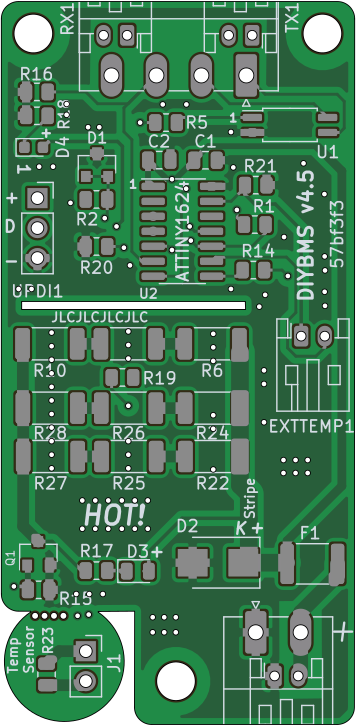 RX1
TX1
R16
R14
+
D4
1
R5
1
D1
C2
C1
U1
R21
1
+
R2
D
ATTINY1624
R1
DIYBMS v4.5
57bf3f3
R20
R14
-
UPDI1
U2
JLCJLCJLCJLC
R10
R6
R19
R28
R26
R24
EXTTEMP1
R27
R25
R22
Stripe
HOT!
D2
K+
F1
Q1
R17
D3+
R15
+
Temp
Sensor
R23
J1